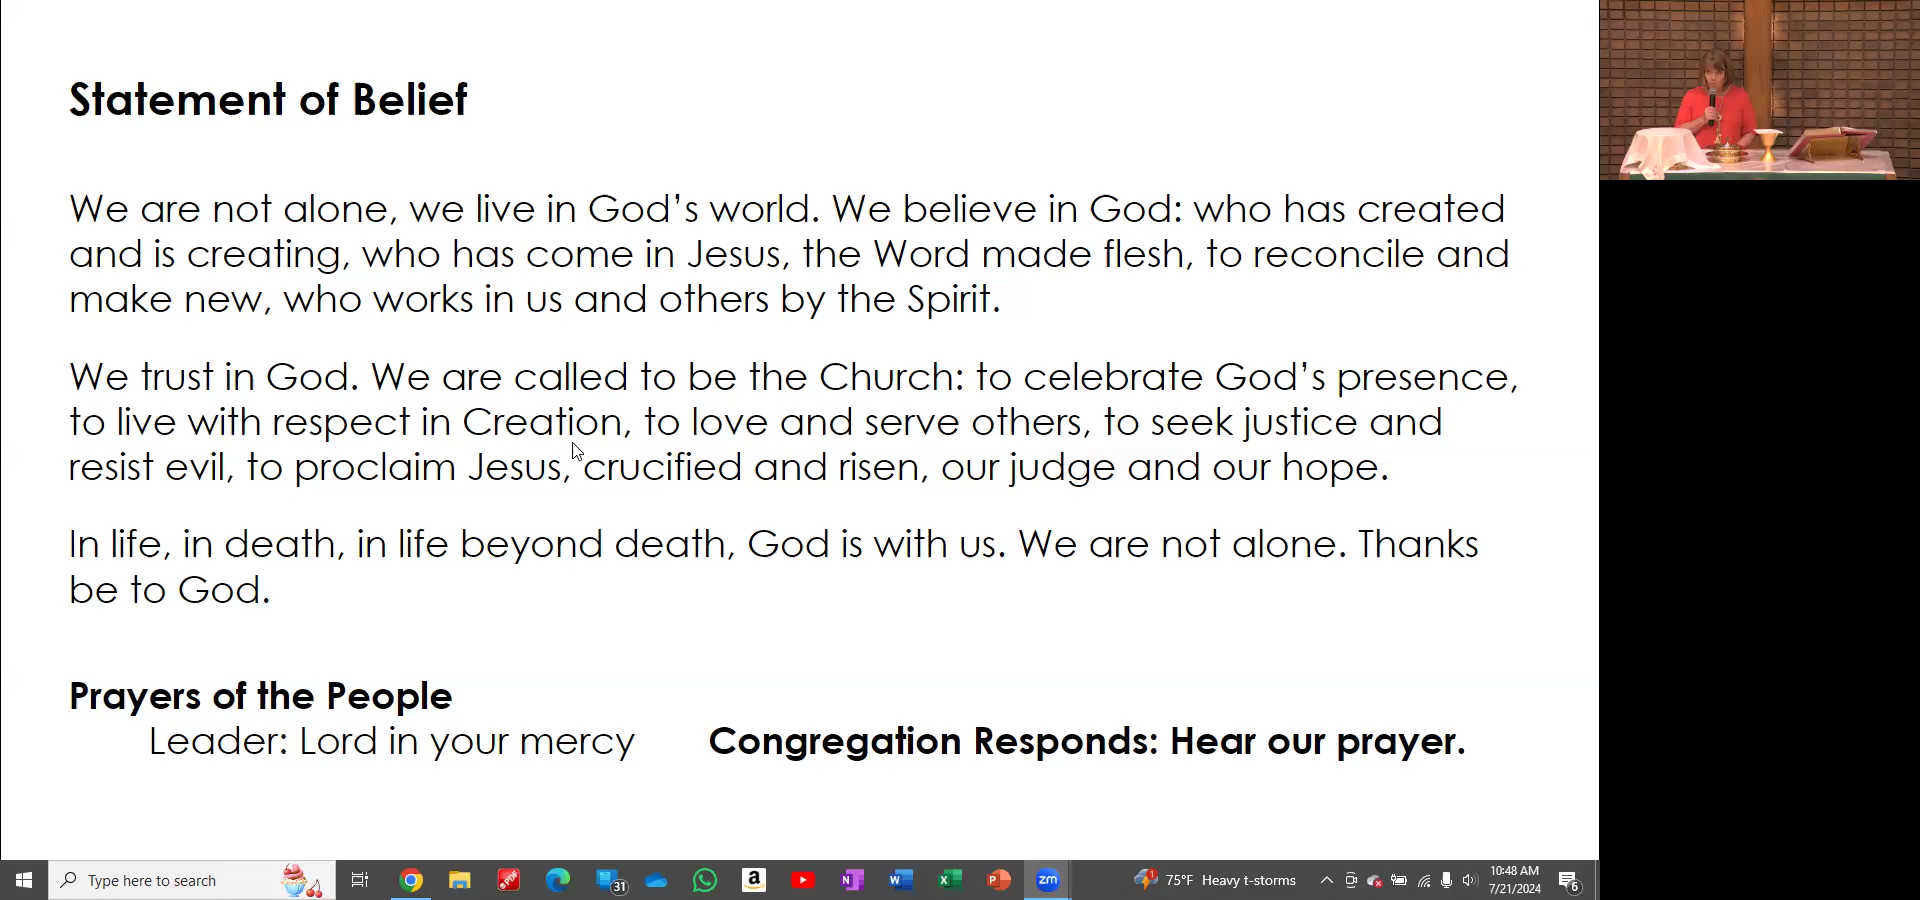 Statement of Belief
We are not alone, we live in God’s world. We believe in God: who has created
and is creating, who has come in Jesus, the Word made flesh, to reconcile and
make new, who works in us and others by the Spirit.
We trust in God. We are called to be the Church: to celebrate God’s presence,
to live with respect in Creation, to love and serve others, to seek justice and
resist evil, to proclaim Jesus, crucified and risen, our judge and our hope.
In life, in death, in life beyond death, God is with us. We are not alone. Thanks
be to God.
Prayers of the People
Leader: Lord in your mercy Congregation Responds: Hear our prayer.
Type here to search
PDF
31
a
N
W
X
P
zm
1
75°F Heavy t-storms
10:48 AM
7/21/2024
6